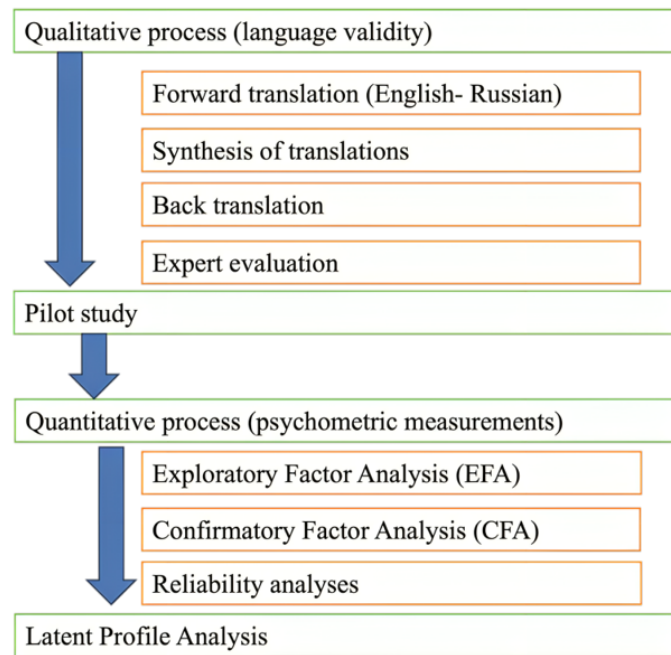 Qualitative process (language validity)
Forward translation (English- Russian)
Synthesis of translations
Back translation
Expert evaluation
Pilot study
Quantitative process (psychometric measurements)
Exploratory Factor Analysis (EFA)
Confirmatory Factor Analysis (CFA)
Reliability analyses
Latent Profile Analysis